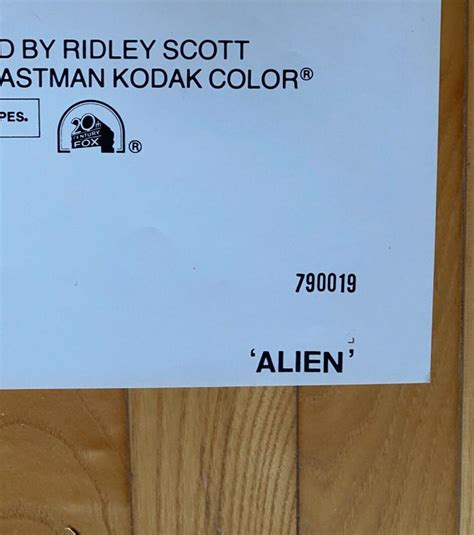 D BY RIDLEY SCOTT
ASTMAN KODAK COLOR®
PES.
20th
CENTURY
FOX
®
790019
L
'ALIEN'